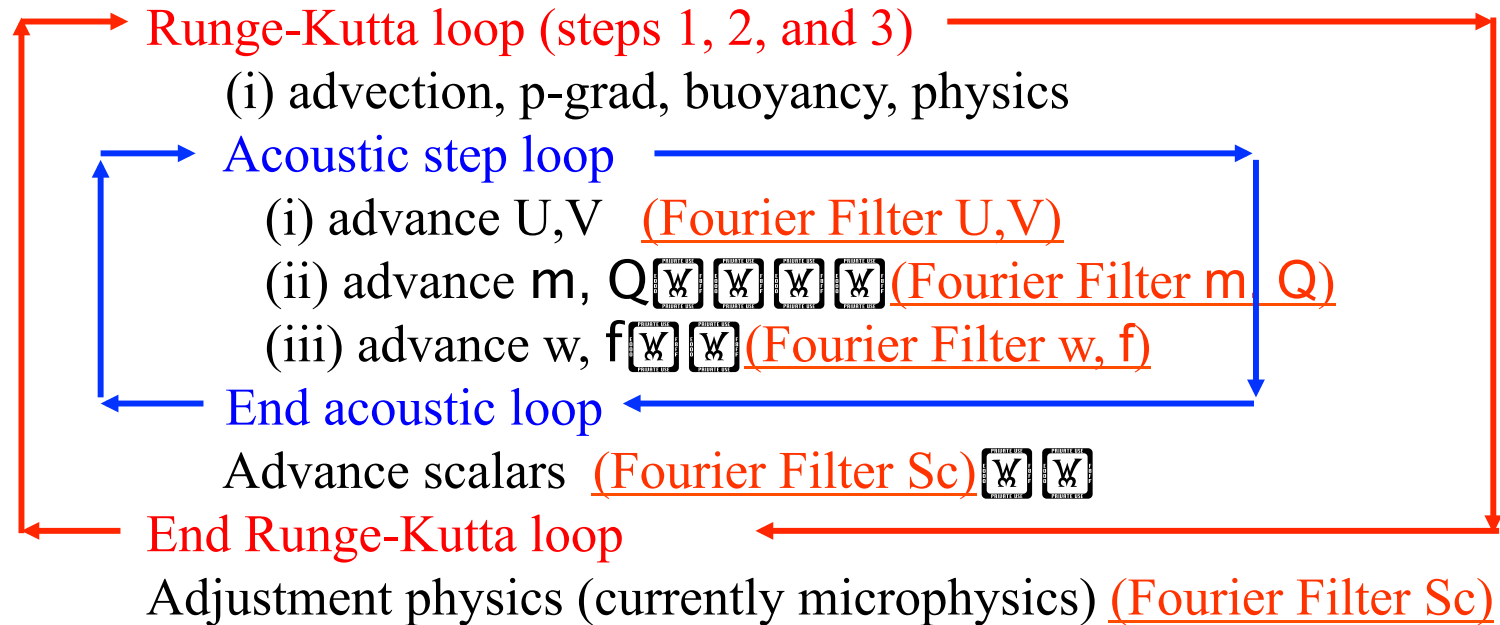 Runge-Kutta loop (steps 1, 2, and 3)
(i) advection, p-grad, buoyancy, physics
Acoustic step loop
(i) advance U,V (Fourier Filter U,V)
(ii) advance m, Q (Fourier Filter m, Q)
(iii) advance w, f (Fourier Filter w, f)
End acoustic loop
Advance scalars (Fourier Filter Sc)
End Runge-Kutta loop
Adjustment physics (currently microphysics) (Fourier Filter Sc)